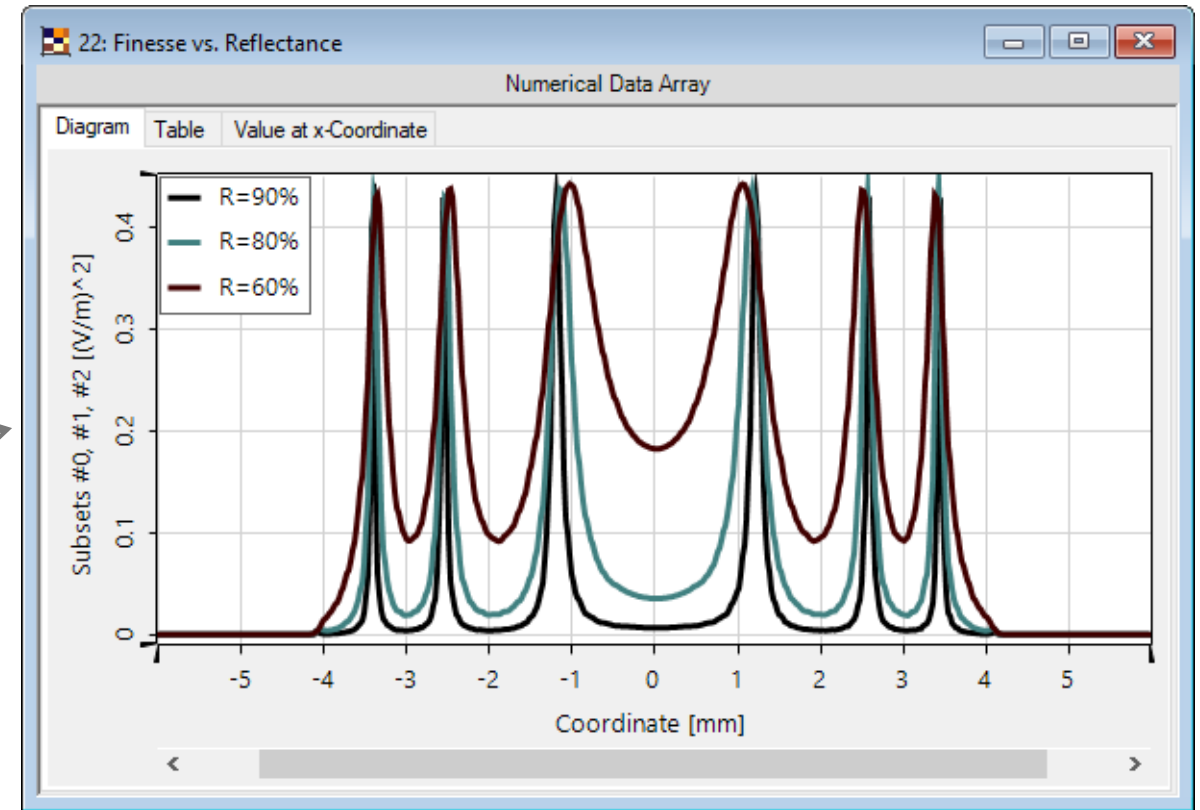 22: Finesse vs. Reflectance
Numerical Data Array
Diagram Table Value at x-Coordinate
R=90%
R=80%
R=60%
Subsets #0, #1, #2 [(V/m)^2]
0.4
0.3
0.2
0.1
0
-5 -4 -3 -2 -1 0 1 2 3 4 5
Coordinate [mm]